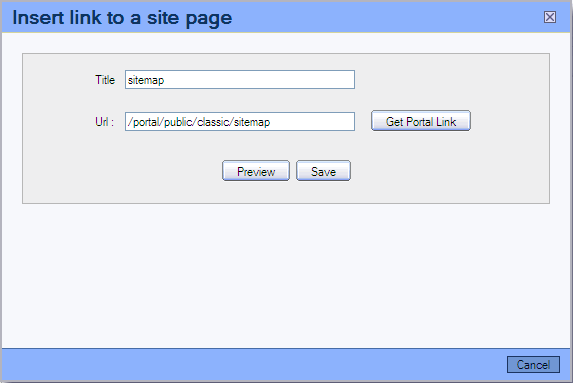 Insert link to a site page
Title sitemap
Url : /portal/public/classic/sitemap Get Portal Link
Preview Save
Cancel